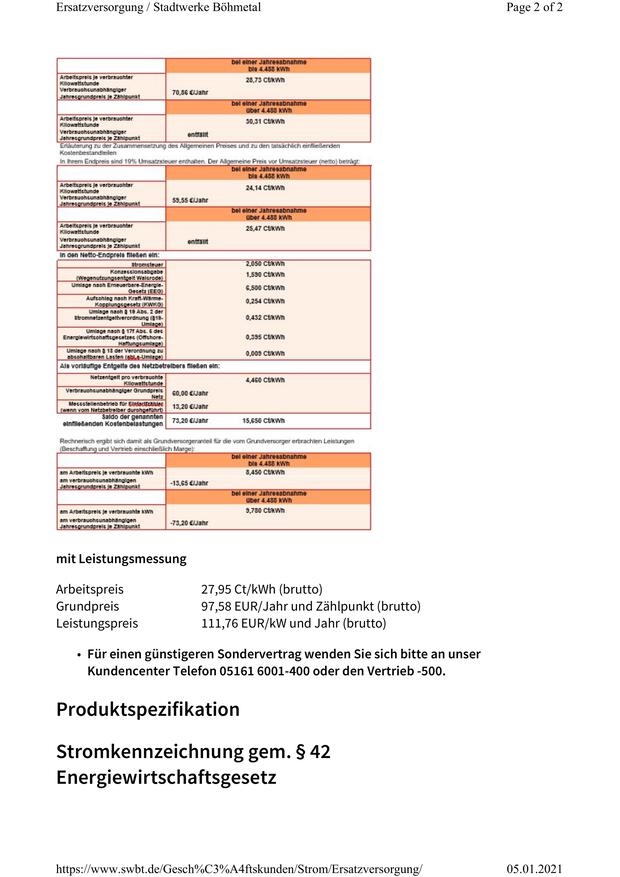 Ersatzversorgung / Stadtwerke Böhmetal
Page 2 of 2
bei einer Jahresabnahme
bis 4.488 kWh
Arbeitspreis je verbrauchter
Kilowattstunde
28,73 Ct/kWh
Verbrauchsunabhängiger
Jahresgrundpreis je Zählpunkt
70,86 €/Jahr
bei einer Jahresabnahme
über 4.488 kWh
Arbeitspreis je verbrauchter
Kilowattstunde
30,31 Ct/kWh
Verbrauchsunabhängiger
Jahresgrundpreis je Zählpunkt
entfällt
Erläuterung zu der Zusammensetzung des Allgemeinen Preises und zu den tatsächlich einfließenden
Kostenbestandteilen
In Ihrem Endpreis sind 19% Umsatzsteuer enthalten. Der Allgemeine Preis vor Umsatzsteuer (netto) beträgt:
bei einer Jahresabnahme
bis 4.488 kWh
Arbeitspreis je verbrauchter
Kilowattstunde
24,14 Ct/kWh
Verbrauchsunabhängiger
Jahresgrundpreis je Zählpunkt
59,55 €/Jahr
bei einer Jahresabnahme
über 4.488 kWh
Arbeitspreis je verbrauchter
Kilowattstunde
25,47 Ct/kWh
Verbrauchsunabhängiger
Jahresgrundpreis je Zählpunkt
entfällt
In den Netto-Endpreis fließen ein:
Stromsteuer
2,050 Ct/kWh
Konzessionsabgabe
(Wegenutzungsentgelt Walsrode)
1,590 Ct/kWh
Umlage nach Erneuerbare-Energie-
Gesetz (EEG)
6,500 Ct/kWh
Aufschlag nach Kraft-Wärme-
Kopplungsgesetz (KWKG)
0,254 Ct/kWh
Umlage nach § 19 Abs. 2 der
Stromnetzentgeltverordnung (§19-
Umlage)
0,432 Ct/kWh
Umlage nach § 17f Abs. 5 des
Energiewirtschaftsgesetzes (Offshore-
Haftungsumlage)
0,395 Ct/kWh
Umlage nach § 18 der Verordnung zu
abschaltbaren Lasten (abLa-Umlage)
0,009 Ct/kWh
Als vorläufige Entgelte des Netzbetreibers fließen ein:
Netzentgelt pro verbrauchte
Kilowattstunde
4,460 Ct/kWh
Verbrauchsunabhängiger Grundpreis
Netz
60,00 €/Jahr
Messstellenbetrieb für Eintarifzähler
(wenn vom Netzbetreiber durchgeführt)
13,20 €/Jahr
Saldo der genannten
einfließenden Kostenbelastungen
73,20 €/Jahr
15,690 Ct/kWh
Rechnerisch ergibt sich damit als Grundversorgeranteil für die vom Grundversorger erbrachten Leistungen
(Beschaffung und Vertrieb einschließlich Marge):
bei einer Jahresabnahme
bis 4.488 kWh
am Arbeitspreis je verbrauchte kWh
8,450 Ct/kWh
am verbrauchsunabhängigen
Jahresgrundpreis je Zählpunkt
-13,65 €/Jahr
bei einer Jahresabnahme
über 4.488 kWh
am Arbeitspreis je verbrauchte kWh
9,780 Ct/kWh
am verbrauchsunabhängigen
Jahresgrundpreis je Zählpunkt
-73,20 €/Jahr
mit Leistungsmessung
Arbeitspreis 27,95 Ct/kWh (brutto)
Grundpreis 97,58 EUR/Jahr und Zählpunkt (brutto)
Leistungspreis 111,76 EUR/kW und Jahr (brutto)
• Für einen günstigeren Sondervertrag wenden Sie sich bitte an unser
Kundencenter Telefon 05161 6001-400 oder den Vertrieb -500.
Produktspezifikation
Stromkennzeichnung gem. § 42
Energiewirtschaftsgesetz
https://www.swbt.de/Gesch%C3%A4ftskunden/Strom/Ersatzversorgung/
05.01.2021